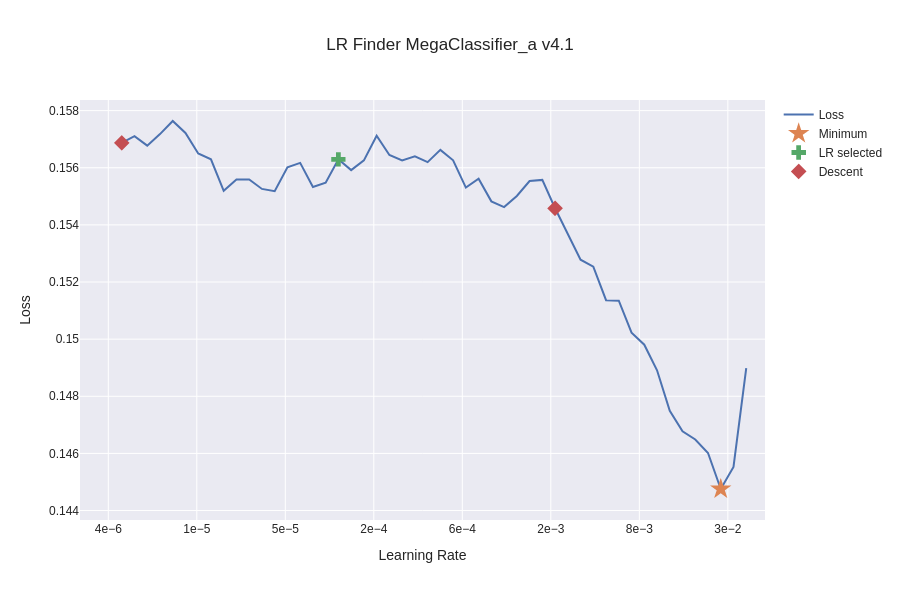 LR Finder MegaClassifier_a v4.1
0.158
0.156
0.154
0.152
0.15
0.148
0.146
0.144
Loss
4e−6
1e−5
5e−5
2e−4
6e−4
2e−3
8e−3
3e−2
Learning Rate
Loss
Minimum
LR selected
Descent